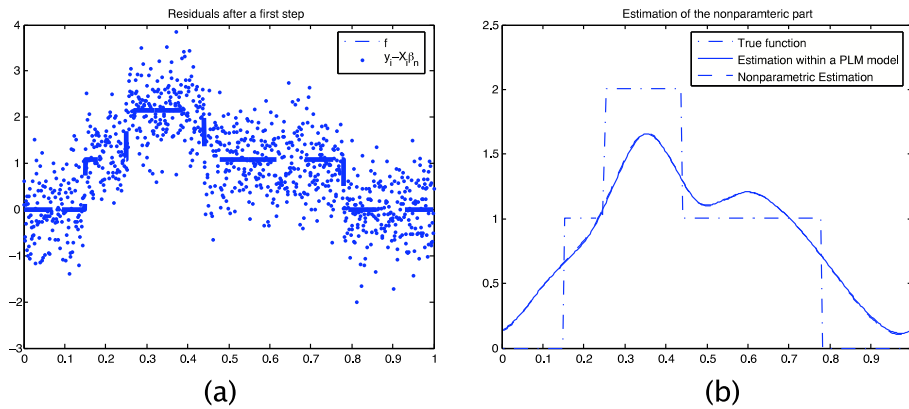 Residuals after a first step
f
yᵢ−Xᵢβₙ
4
3
2
1
0
−1
−2
−3
0 0.1 0.2 0.3 0.4 0.5 0.6 0.7 0.8 0.9 1
(a)
Estimation of the nonparamteric part
True function
Estimation within a PLM model
Nonparametric Estimation
2.5
2
1.5
1
0.5
0
0 0.1 0.2 0.3 0.4 0.5 0.6 0.7 0.8 0.9
(b)